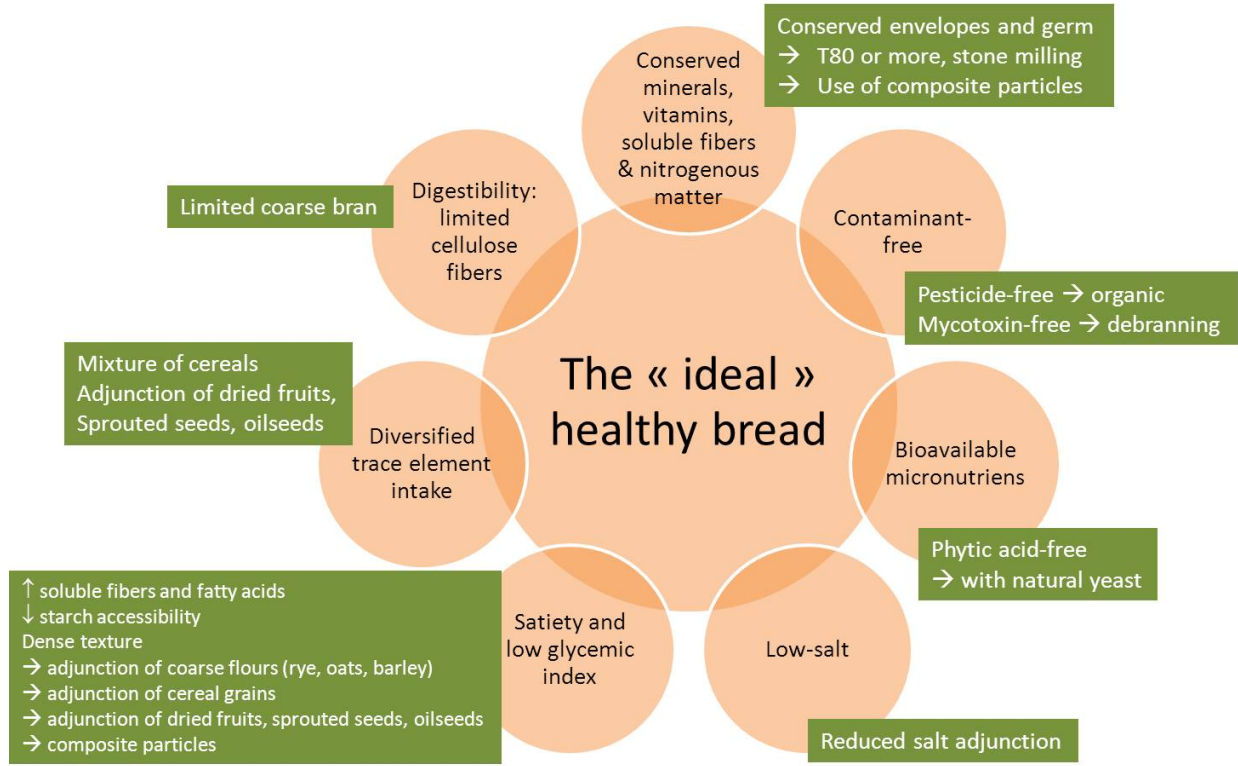 Conserved envelopes and germ
→ T80 or more, stone milling
→ Use of composite particles
Conserved
minerals,
vitamins,
soluble fibers
& nitrogenous
matter
Contaminant-
free
Pesticide-free → organic
Mycotoxin-free → debranning
Bioavailable
micronutriens
Phytic acid-free
→ with natural yeast
Low-salt
Reduced salt adjunction
Satiety and
low glycemic
index
↑ soluble fibers and fatty acids
↓ starch accessibility
Dense texture
→ adjunction of coarse flours (rye, oats, barley)
→ adjunction of cereal grains
→ adjunction of dried fruits, sprouted seeds, oilseeds
→ composite particles
Diversified
trace element
intake
Mixture of cereals
Adjunction of dried fruits,
Sprouted seeds, oilseeds
Digestibility:
limited
cellulose
fibers
Limited coarse bran
The « ideal »
healthy bread